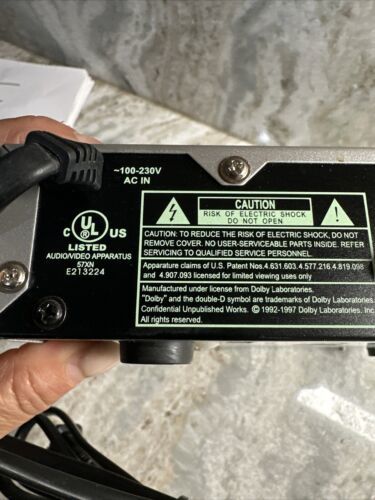 ~100-230V
AC IN
C UL US
®
LISTED
AUDIO/VIDEO APPARATUS
57XN
E213224
CAUTION
RISK OF ELECTRIC SHOCK
DO NOT OPEN
CAUTION: TO REDUCE THE RISK OF ELECTRIC SHOCK, DO NOT
REMOVE COVER. NO USER-SERVICEABLE PARTS INSIDE. REFER
SERVICING TO QUALIFIED SERVICE PERSONNEL.
Apparature claims of U.S. Patent Nos.4.631.603.4.577.216.4.819.098
and 4.907.093 licensed for limited viewing uses only
Manufactured under license from Dolby Laboratories.
"Dolby" and the double-D symbol are trademarks of Dolby Laboratories.
Confidential Unpublished Works. © 1992-1997 Dolby Laboratories, Inc.
All rights reserved.